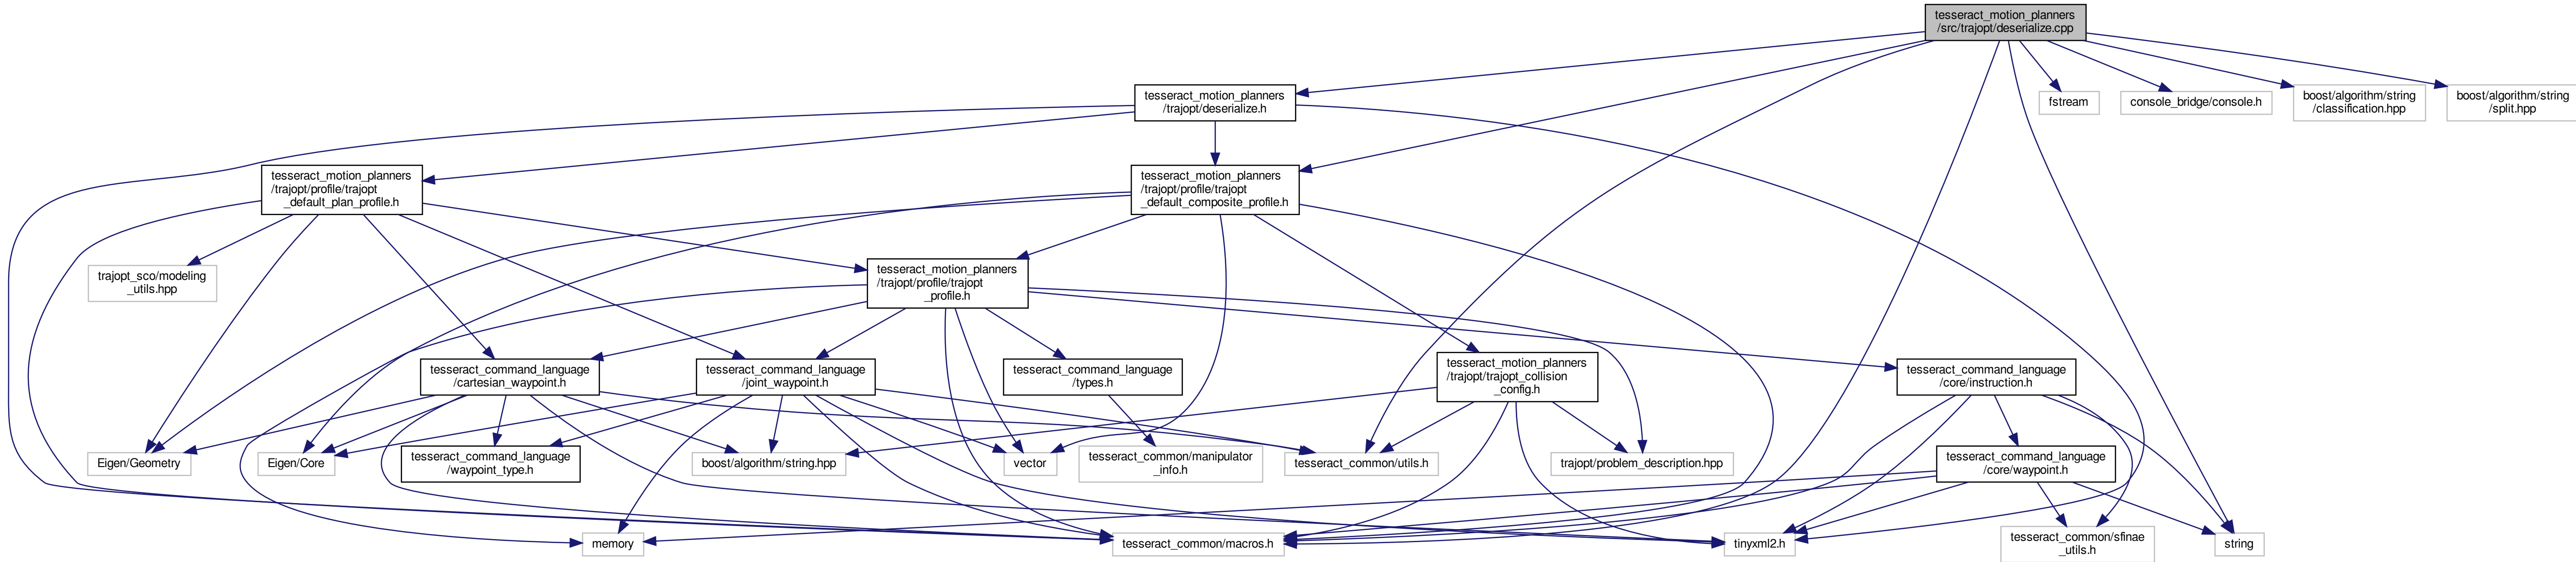 tesseract_motion_planners
/src/trajopt/deserialize.cpp
tesseract_motion_planners
/trajopt/deserialize.h
fstream
console_bridge/console.h
boost/algorithm/string
/classification.hpp
boost/algorithm/string
/split.hpp
tesseract_motion_planners
/trajopt/profile/trajopt
_default_plan_profile.h
tesseract_motion_planners
/trajopt/profile/trajopt
_default_composite_profile.h
trajopt_sco/modeling
_utils.hpp
tesseract_motion_planners
/trajopt/profile/trajopt
_profile.h
tesseract_command_language
/cartesian_waypoint.h
tesseract_command_language
/joint_waypoint.h
tesseract_command_language
/types.h
tesseract_motion_planners
/trajopt/trajopt_collision
_config.h
tesseract_command_language
/core/instruction.h
Eigen/Geometry
Eigen/Core
tesseract_command_language
/waypoint_type.h
boost/algorithm/string.hpp
vector
tesseract_common/manipulator
_info.h
tesseract_common/utils.h
trajopt/problem_description.hpp
tesseract_command_language
/core/waypoint.h
memory
tesseract_common/macros.h
tinyxml2.h
tesseract_common/sfinae
_utils.h
string